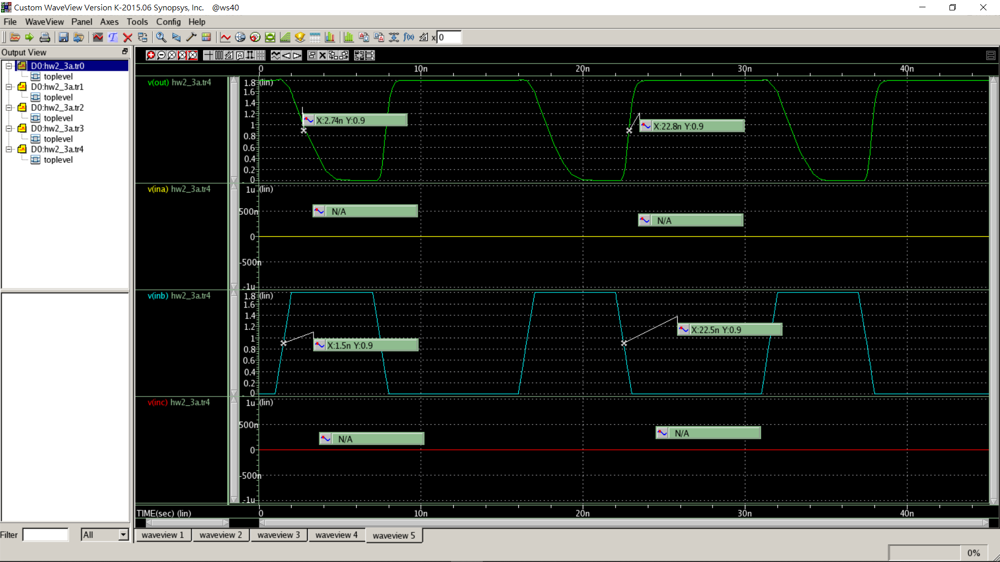 Custom WaveView Version K-2015.06 Synopsys, Inc. @ws40
File WaveView Panel Axes Tools Config Help
x 0
Output View
D0:hw2_3a.tr0
toplevel
D0:hw2_3a.tr1
toplevel
D0:hw2_3a.tr2
toplevel
D0:hw2_3a.tr3
toplevel
D0:hw2_3a.tr4
toplevel
0 10n 20n 30n 40n
v(out) hw2_3a.tr4
1.8 (lin)
1.6
1.4
1.2
1
0.8
0.6
0.4
0.2
0
X:2.74n Y:0.9
X:22.8n Y:0.9
v(ina) hw2_3a.tr4
1u (lin)
500n
0
-500n
-1u
N/A
N/A
v(inb) hw2_3a.tr4
1.8 (lin)
1.6
1.4
1.2
1
0.8
0.6
0.4
0.2
0
X:1.5n Y:0.9
X:22.5n Y:0.9
v(inc) hw2_3a.tr4
1u (lin)
500n
0
-500n
-1u
N/A
N/A
TIME(sec) (lin) 0 10n 20n 30n 40n
Filter All
waveview 1 waveview 2 waveview 3 waveview 4 waveview 5
0%